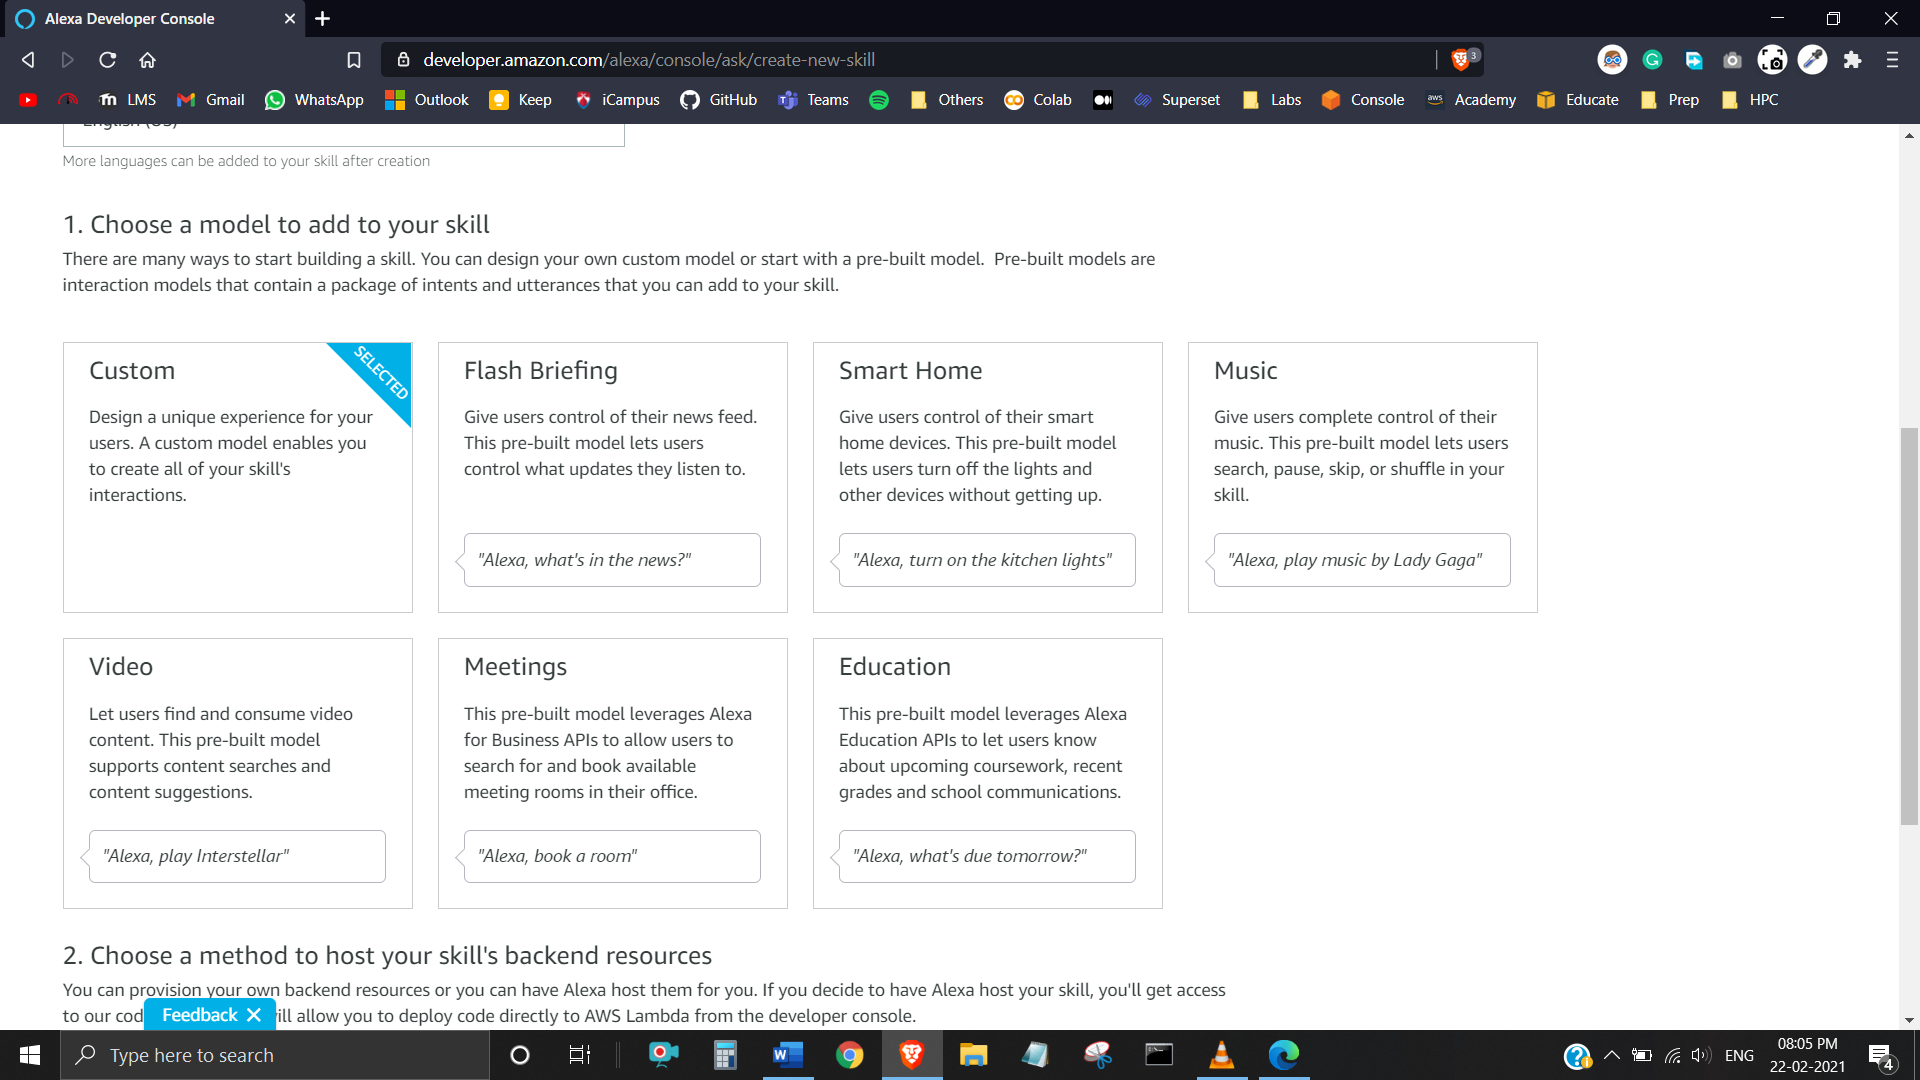 Alexa Developer Console
developer.amazon.com/alexa/console/ask/create-new-skill
3
LMS Gmail WhatsApp Outlook Keep iCampus GitHub Teams Others Colab Superset Labs Console aws Academy Educate Prep HPC
English (US)
More languages can be added to your skill after creation
1. Choose a model to add to your skill
There are many ways to start building a skill. You can design your own custom model or start with a pre-built model. Pre-built models are
interaction models that contain a package of intents and utterances that you can add to your skill.
Custom
SELECTED
Design a unique experience for your
users. A custom model enables you
to create all of your skill's
interactions.
Flash Briefing
Give users control of their news feed.
This pre-built model lets users
control what updates they listen to.
"Alexa, what's in the news?"
Smart Home
Give users control of their smart
home devices. This pre-built model
lets users turn off the lights and
other devices without getting up.
"Alexa, turn on the kitchen lights"
Music
Give users complete control of their
music. This pre-built model lets users
search, pause, skip, or shuffle in your
skill.
"Alexa, play music by Lady Gaga"
Video
Let users find and consume video
content. This pre-built model
supports content searches and
content suggestions.
"Alexa, play Interstellar"
Meetings
This pre-built model leverages Alexa
for Business APIs to allow users to
search for and book available
meeting rooms in their office.
"Alexa, book a room"
Education
This pre-built model leverages Alexa
Education APIs to let users know
about upcoming coursework, recent
grades and school communications.
"Alexa, what's due tomorrow?"
2. Choose a method to host your skill's backend resources
You can provision your own backend resources or you can have Alexa host them for you. If you decide to have Alexa host your skill, you'll get access
to our cod
Feedback
ill allow you to deploy code directly to AWS Lambda from the developer console.
Type here to search
ENG
08:05 PM
22-02-2021
4